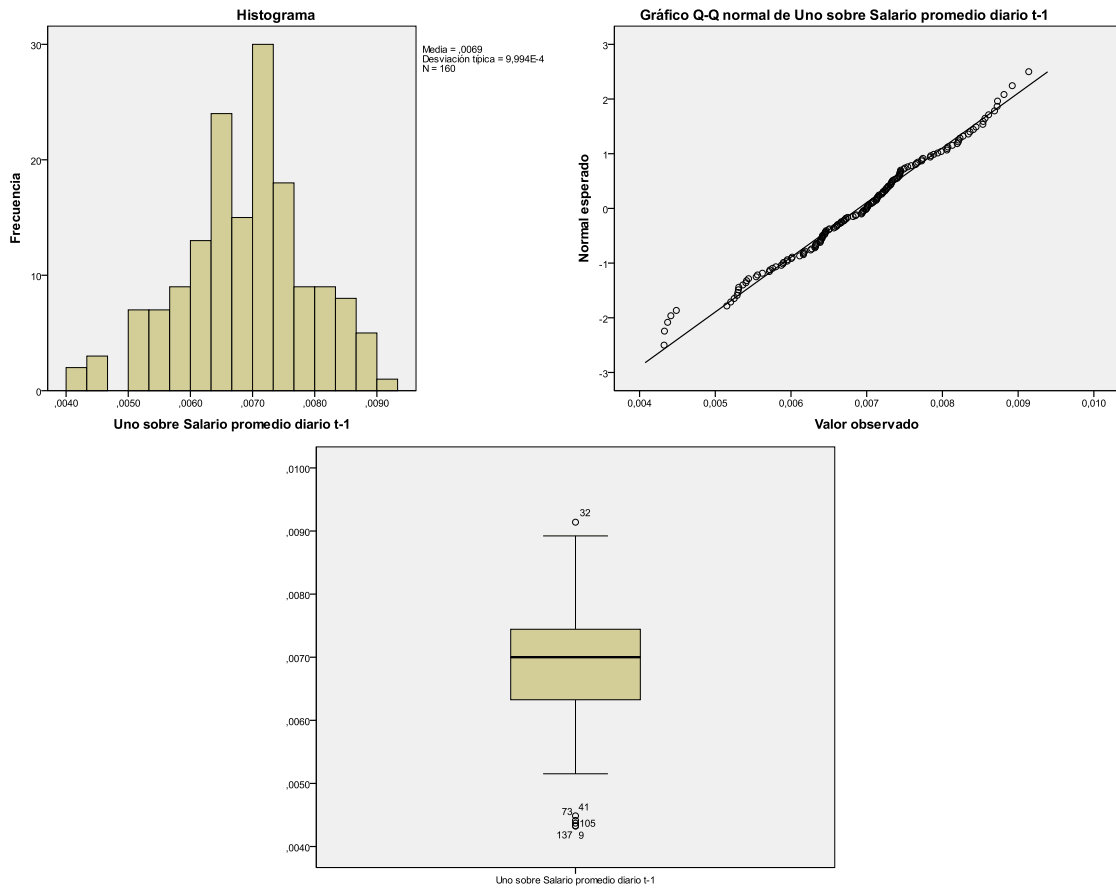 Histograma
Frecuencia
30
20
10
0
,0040 ,0050 ,0060 ,0070 ,0080 ,0090
Uno sobre Salario promedio diario t-1
Media = ,0069
Desviación típica = 9,994E-4
N = 160
Gráfico Q-Q normal de Uno sobre Salario promedio diario t-1
Normal esperado
3
2
1
0
-1
-2
-3
0,004 0,005 0,006 0,007 0,008 0,009 0,010
Valor observado
,0100
,0090
,0080
,0070
,0060
,0050
,0040
32
73 41
105
137 9
Uno sobre Salario promedio diario t-1